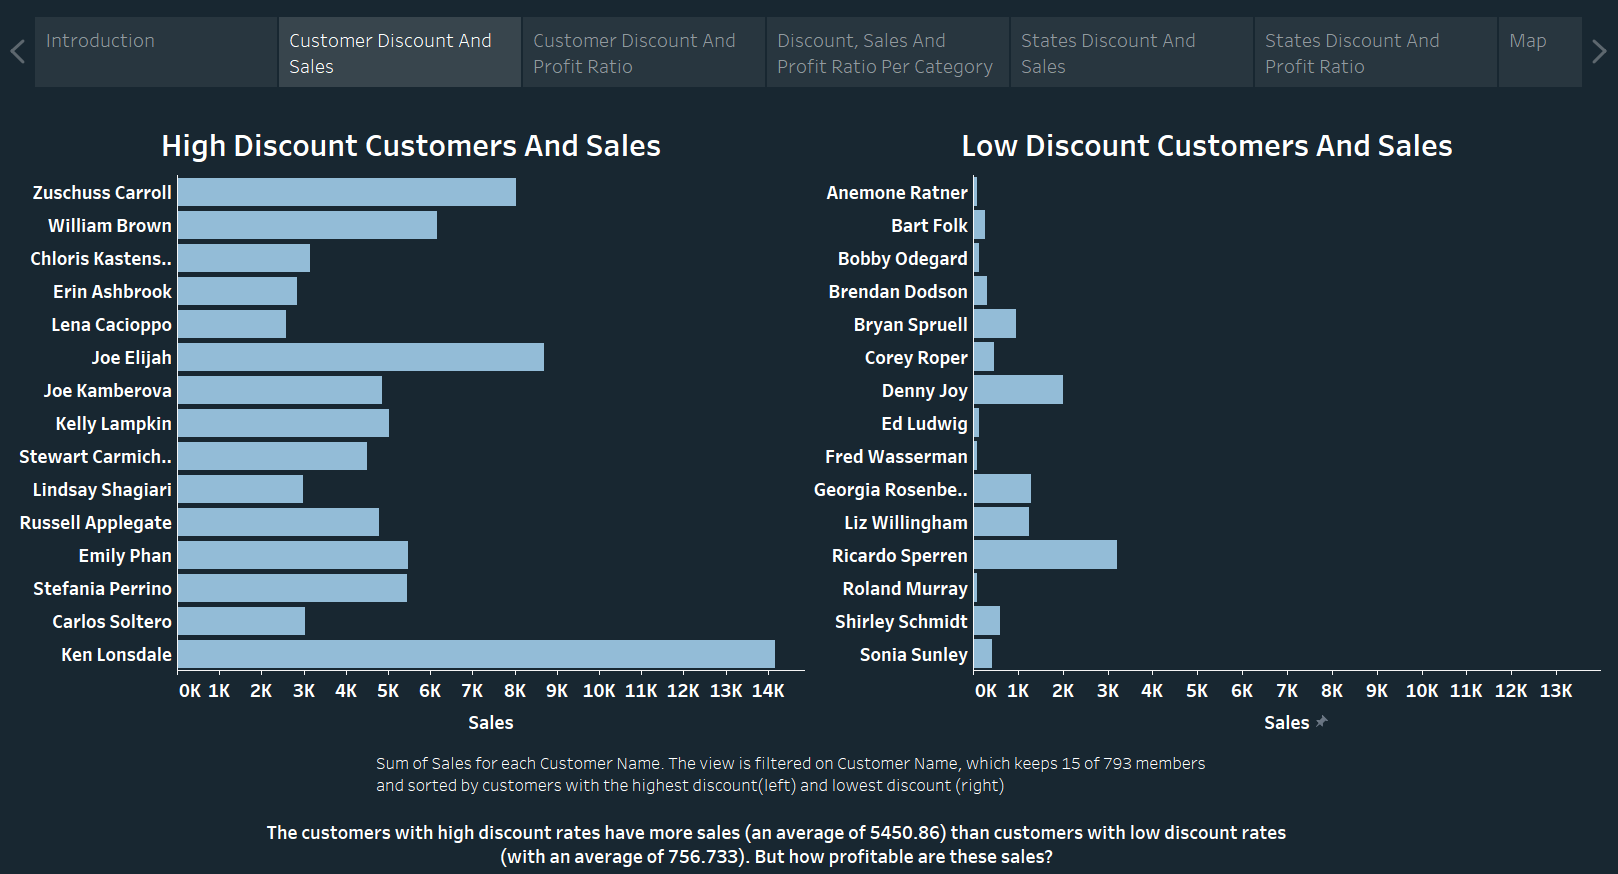 Introduction
Customer Discount And
Sales
Customer Discount And
Profit Ratio
Discount, Sales And
Profit Ratio Per Category
States Discount And
Sales
States Discount And
Profit Ratio
Map
High Discount Customers And Sales
Zuschuss Carroll
William Brown
Chloris Kastens..
Erin Ashbrook
Lena Cacioppo
Joe Elijah
Joe Kamberova
Kelly Lampkin
Stewart Carmich..
Lindsay Shagiari
Russell Applegate
Emily Phan
Stefania Perrino
Carlos Soltero
Ken Lonsdale
0K 1K 2K 3K 4K 5K 6K 7K 8K 9K 10K 11K 12K 13K 14K
Sales
Low Discount Customers And Sales
Anemone Ratner
Bart Folk
Bobby Odegard
Brendan Dodson
Bryan Spruell
Corey Roper
Denny Joy
Ed Ludwig
Fred Wasserman
Georgia Rosenbe..
Liz Willingham
Ricardo Sperren
Roland Murray
Shirley Schmidt
Sonia Sunley
0K 1K 2K 3K 4K 5K 6K 7K 8K 9K 10K 11K 12K 13K
Sales
Sum of Sales for each Customer Name. The view is filtered on Customer Name, which keeps 15 of 793 members
and sorted by customers with the highest discount(left) and lowest discount (right)
The customers with high discount rates have more sales (an average of 5450.86) than customers with low discount rates
(with an average of 756.733). But how profitable are these sales?